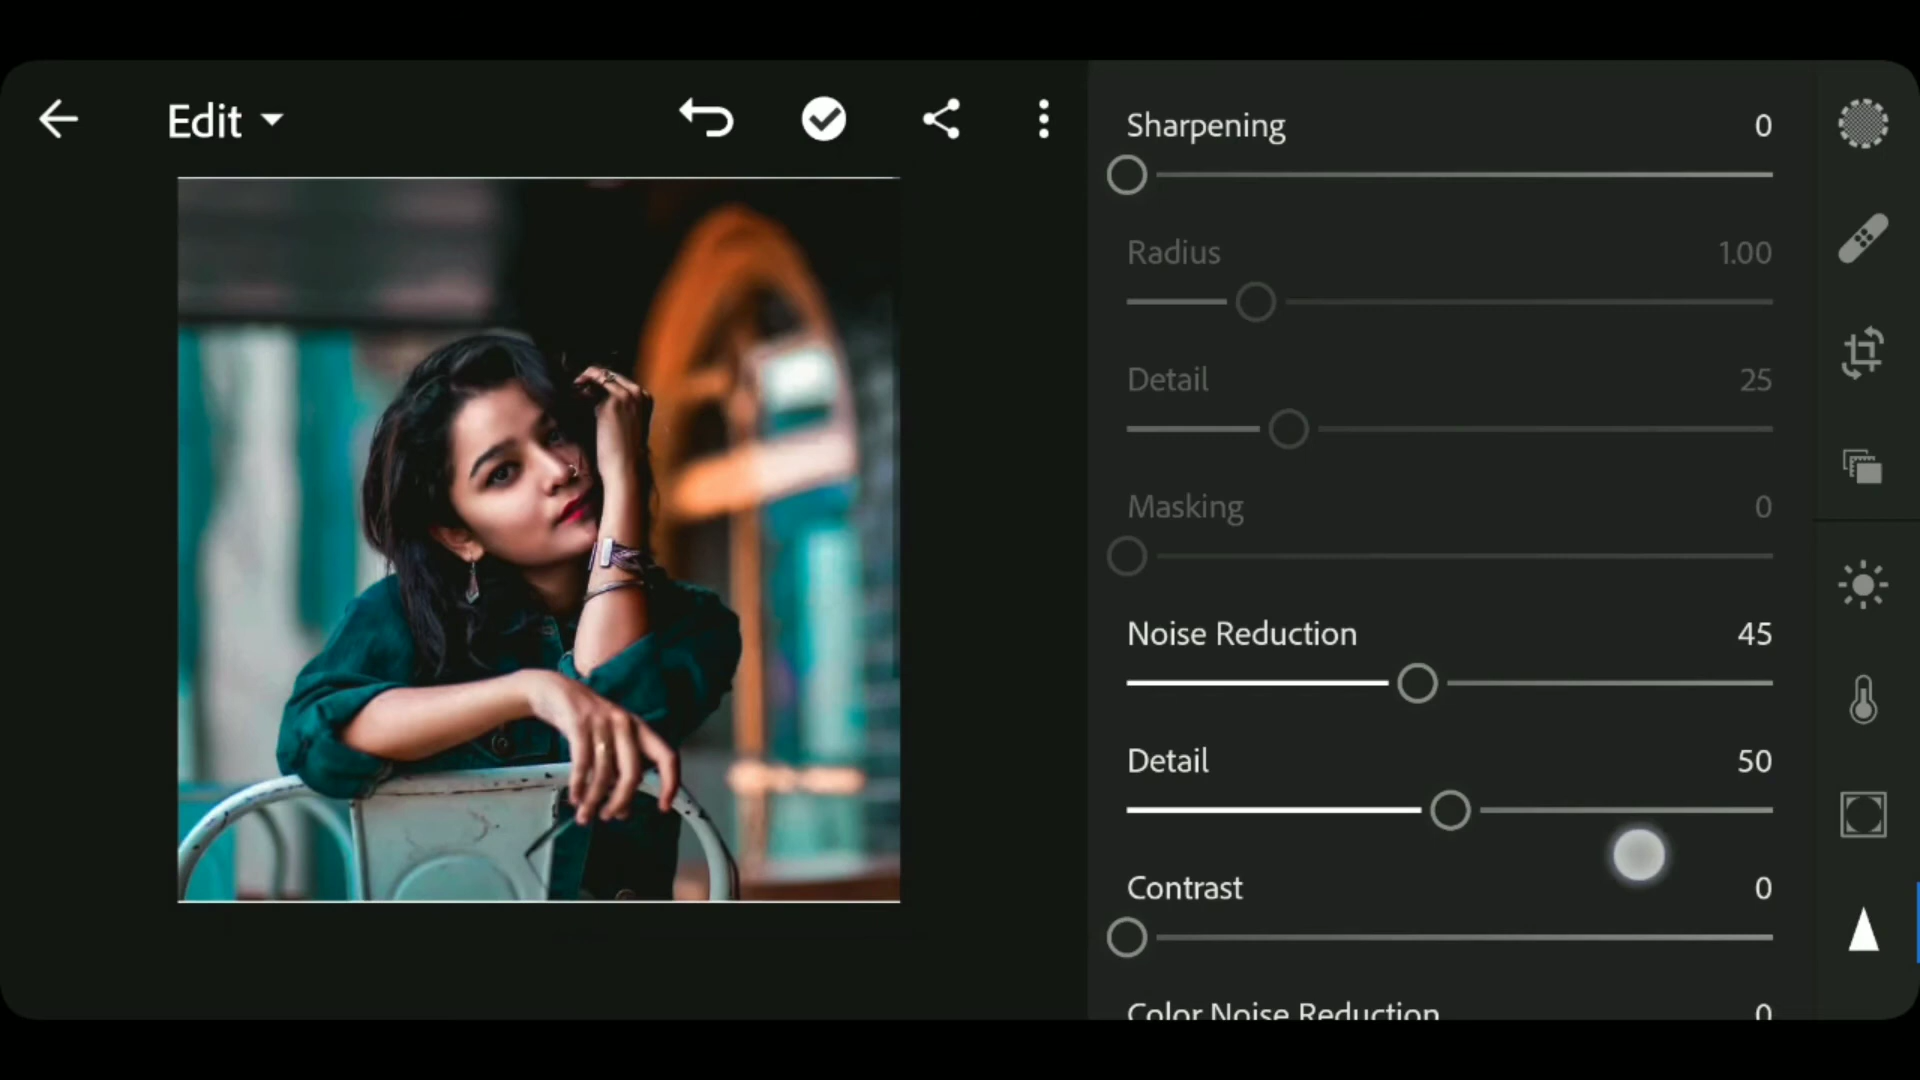 Edit
Sharpening 0
Radius 1.00
Detail 25
Masking 0
Noise Reduction 45
Detail 50
Contrast 0
Color Noise Reduction 0